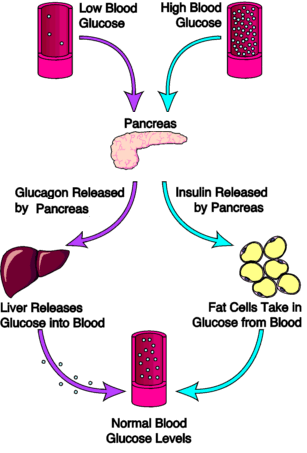 Low Blood
Glucose
High Blood
Glucose
Pancreas
Glucagon Released
by Pancreas
Insulin Released
by Pancreas
Liver Releases
Glucose into Blood
Fat Cells Take in
Glucose from Blood
Normal Blood
Glucose Levels